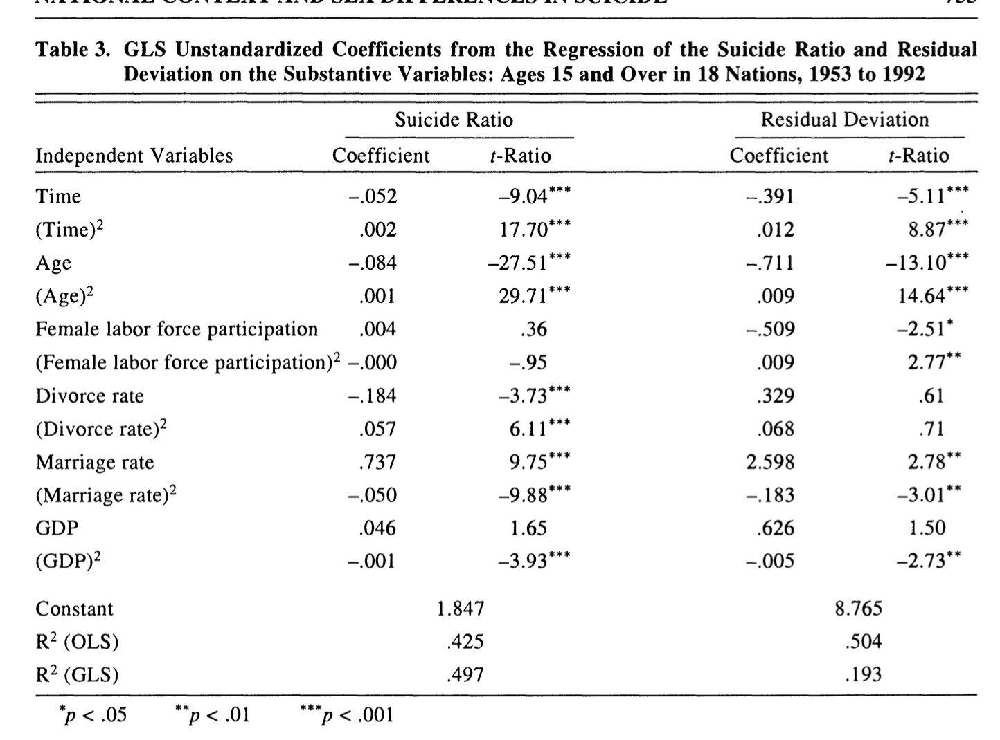 NATIONAL CONTEXT AND SEX DIFFERENCES IN SUICIDE 755
Table 3. GLS Unstandardized Coefficients from the Regression of the Suicide Ratio and Residual
Deviation on the Substantive Variables: Ages 15 and Over in 18 Nations, 1953 to 1992
Suicide Ratio Residual Deviation
Independent Variables Coefficient t-Ratio Coefficient t-Ratio
Time –.052 –9.04*** –.391 –5.11***
(Time)² .002 17.70*** .012 8.87***
Age –.084 –27.51*** –.711 –13.10***
(Age)² .001 29.71*** .009 14.64***
Female labor force participation .004 .36 –.509 –2.51*
(Female labor force participation)² –.000 –.95 .009 2.77**
Divorce rate –.184 –3.73*** .329 .61
(Divorce rate)² .057 6.11*** .068 .71
Marriage rate .737 9.75*** 2.598 2.78**
(Marriage rate)² –.050 –9.88*** –.183 –3.01**
GDP .046 1.65 .626 1.50
(GDP)² –.001 –3.93*** –.005 –2.73**
Constant 1.847 8.765
R² (OLS) .425 .504
R² (GLS) .497 .193
*p < .05 **p < .01 ***p < .001